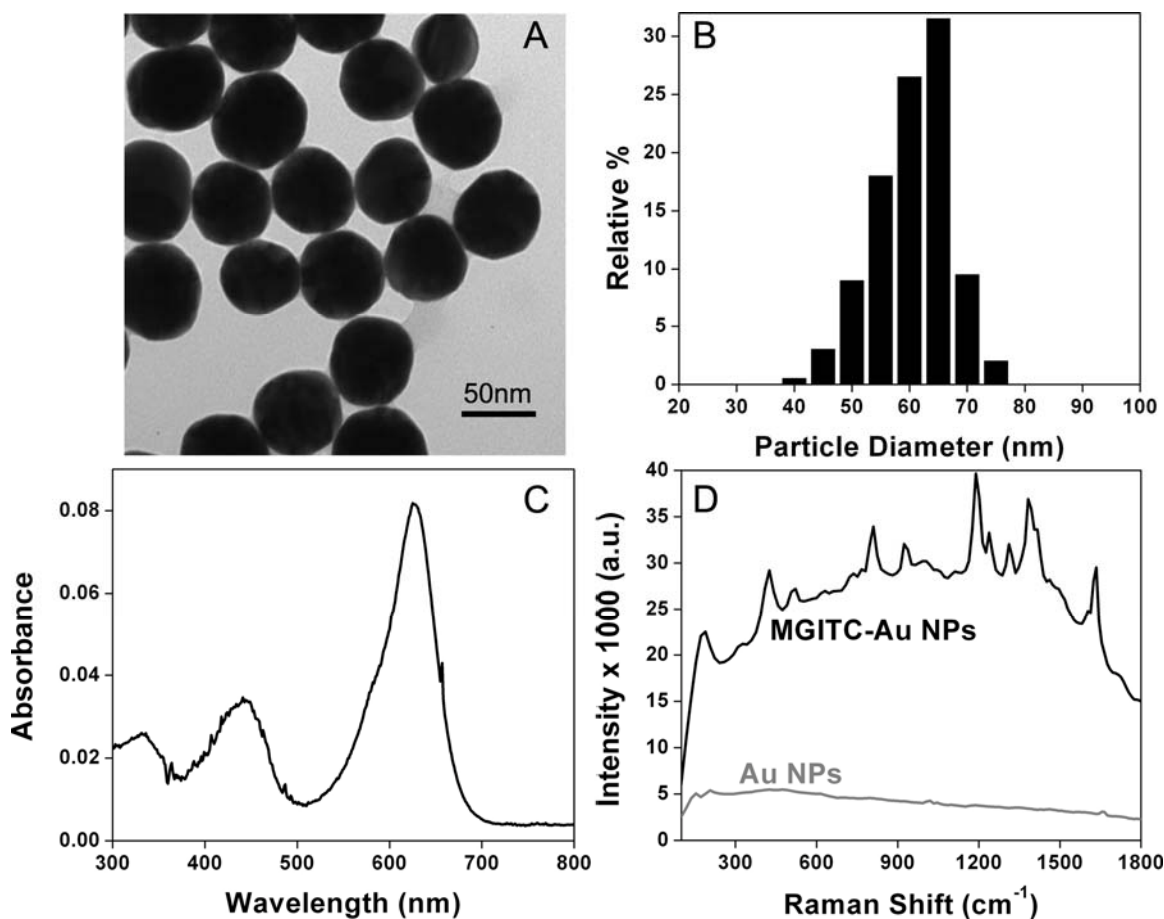 A
50nm
B
Relative %
30
25
20
15
10
5
0
20 30 40 50 60 70 80 90 100
Particle Diameter (nm)
C
Absorbance
0.08
0.06
0.04
0.02
0.00
300 400 500 600 700 800
Wavelength (nm)
D
Intensity x 1000 (a.u.)
40
35
30
25
20
15
10
5
0
MGITC-Au NPs
Au NPs
300 600 900 1200 1500 1800
Raman Shift (cm⁻¹)